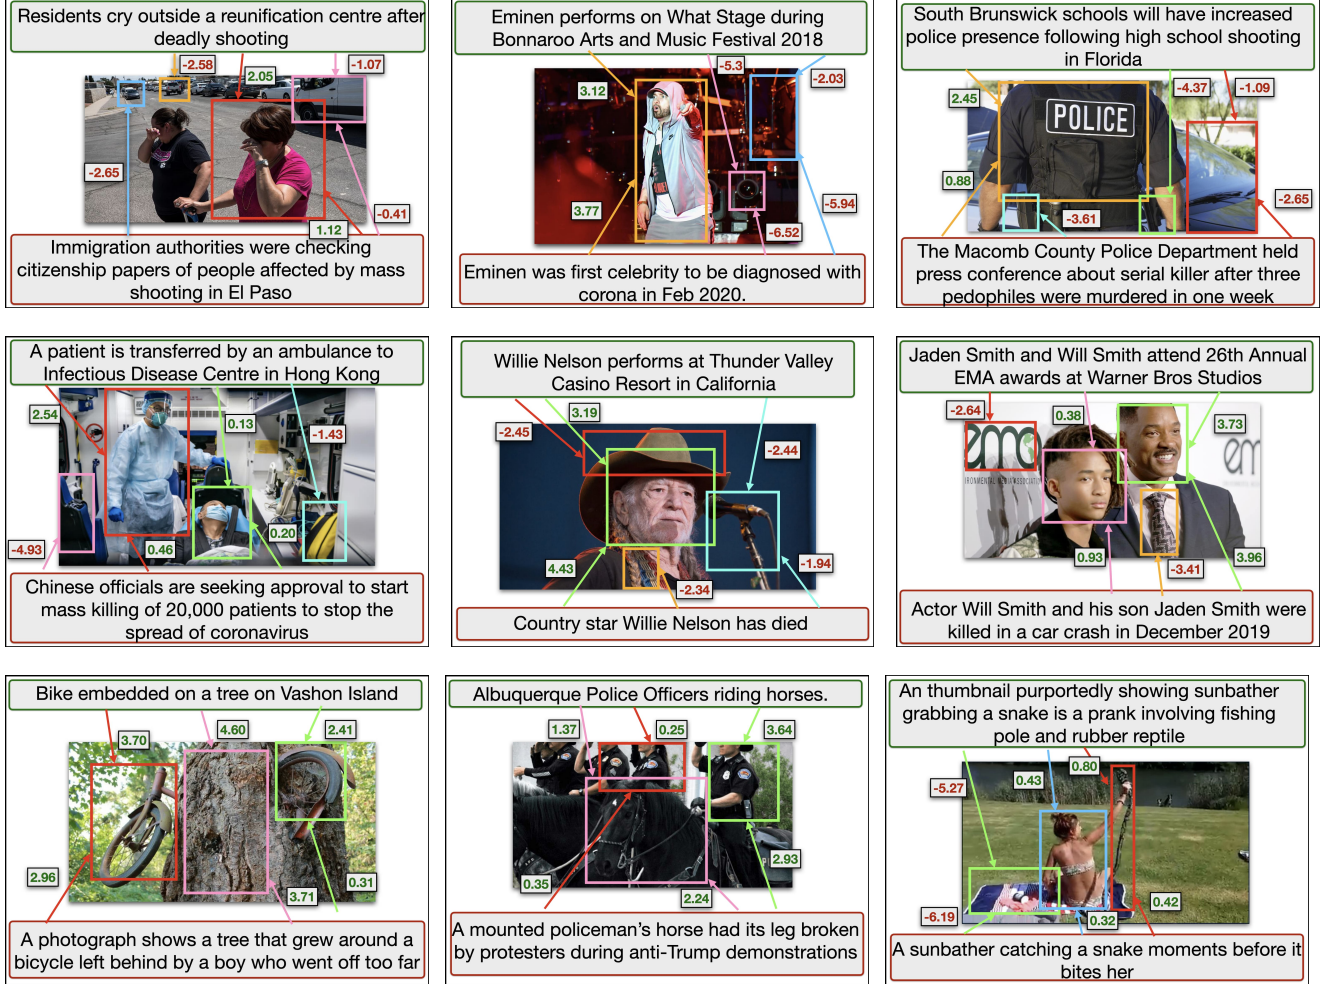 Residents cry outside a reunification centre after
deadly shooting
-2.58
2.05
-1.07
-2.65
-0.41
1.12
Immigration authorities were checking
citizenship papers of people affected by mass
shooting in El Paso
Eminen performs on What Stage during
Bonnaroo Arts and Music Festival 2018
3.12
-5.3
-2.03
3.77
-5.94
-6.52
Eminen was first celebrity to be diagnosed with
corona in Feb 2020.
South Brunswick schools will have increased
police presence following high school shooting
in Florida
2.45
-4.37
-1.09
POLICE
0.88
-3.61
-2.65
The Macomb County Police Department held
press conference about serial killer after three
pedophiles were murdered in one week
A patient is transferred by an ambulance to
Infectious Disease Centre in Hong Kong
2.54
0.13
-1.43
-4.93
0.46
0.20
Chinese officials are seeking approval to start
mass killing of 20,000 patients to stop the
spread of coronavirus
Willie Nelson performs at Thunder Valley
Casino Resort in California
-2.45
3.19
-2.44
4.43
-2.34
-1.94
Country star Willie Nelson has died
Jaden Smith and Will Smith attend 26th Annual
EMA awards at Warner Bros Studios
-2.64
0.38
3.73
ema
em
IRONMENTAL MEDIA ASSOCIATION
0.93
-3.41
3.96
Actor Will Smith and his son Jaden Smith were
killed in a car crash in December 2019
Bike embedded on a tree on Vashon Island
3.70
4.60
2.41
2.96
3.71
0.31
A photograph shows a tree that grew around a
bicycle left behind by a boy who went off too far
Albuquerque Police Officers riding horses.
1.37
0.25
3.64
0.35
2.24
2.93
A mounted policeman's horse had its leg broken
by protesters during anti-Trump demonstrations
An thumbnail purportedly showing sunbather
grabbing a snake is a prank involving fishing
pole and rubber reptile
-5.27
0.43
0.80
-6.19
0.32
0.42
A sunbather catching a snake moments before it
bites her